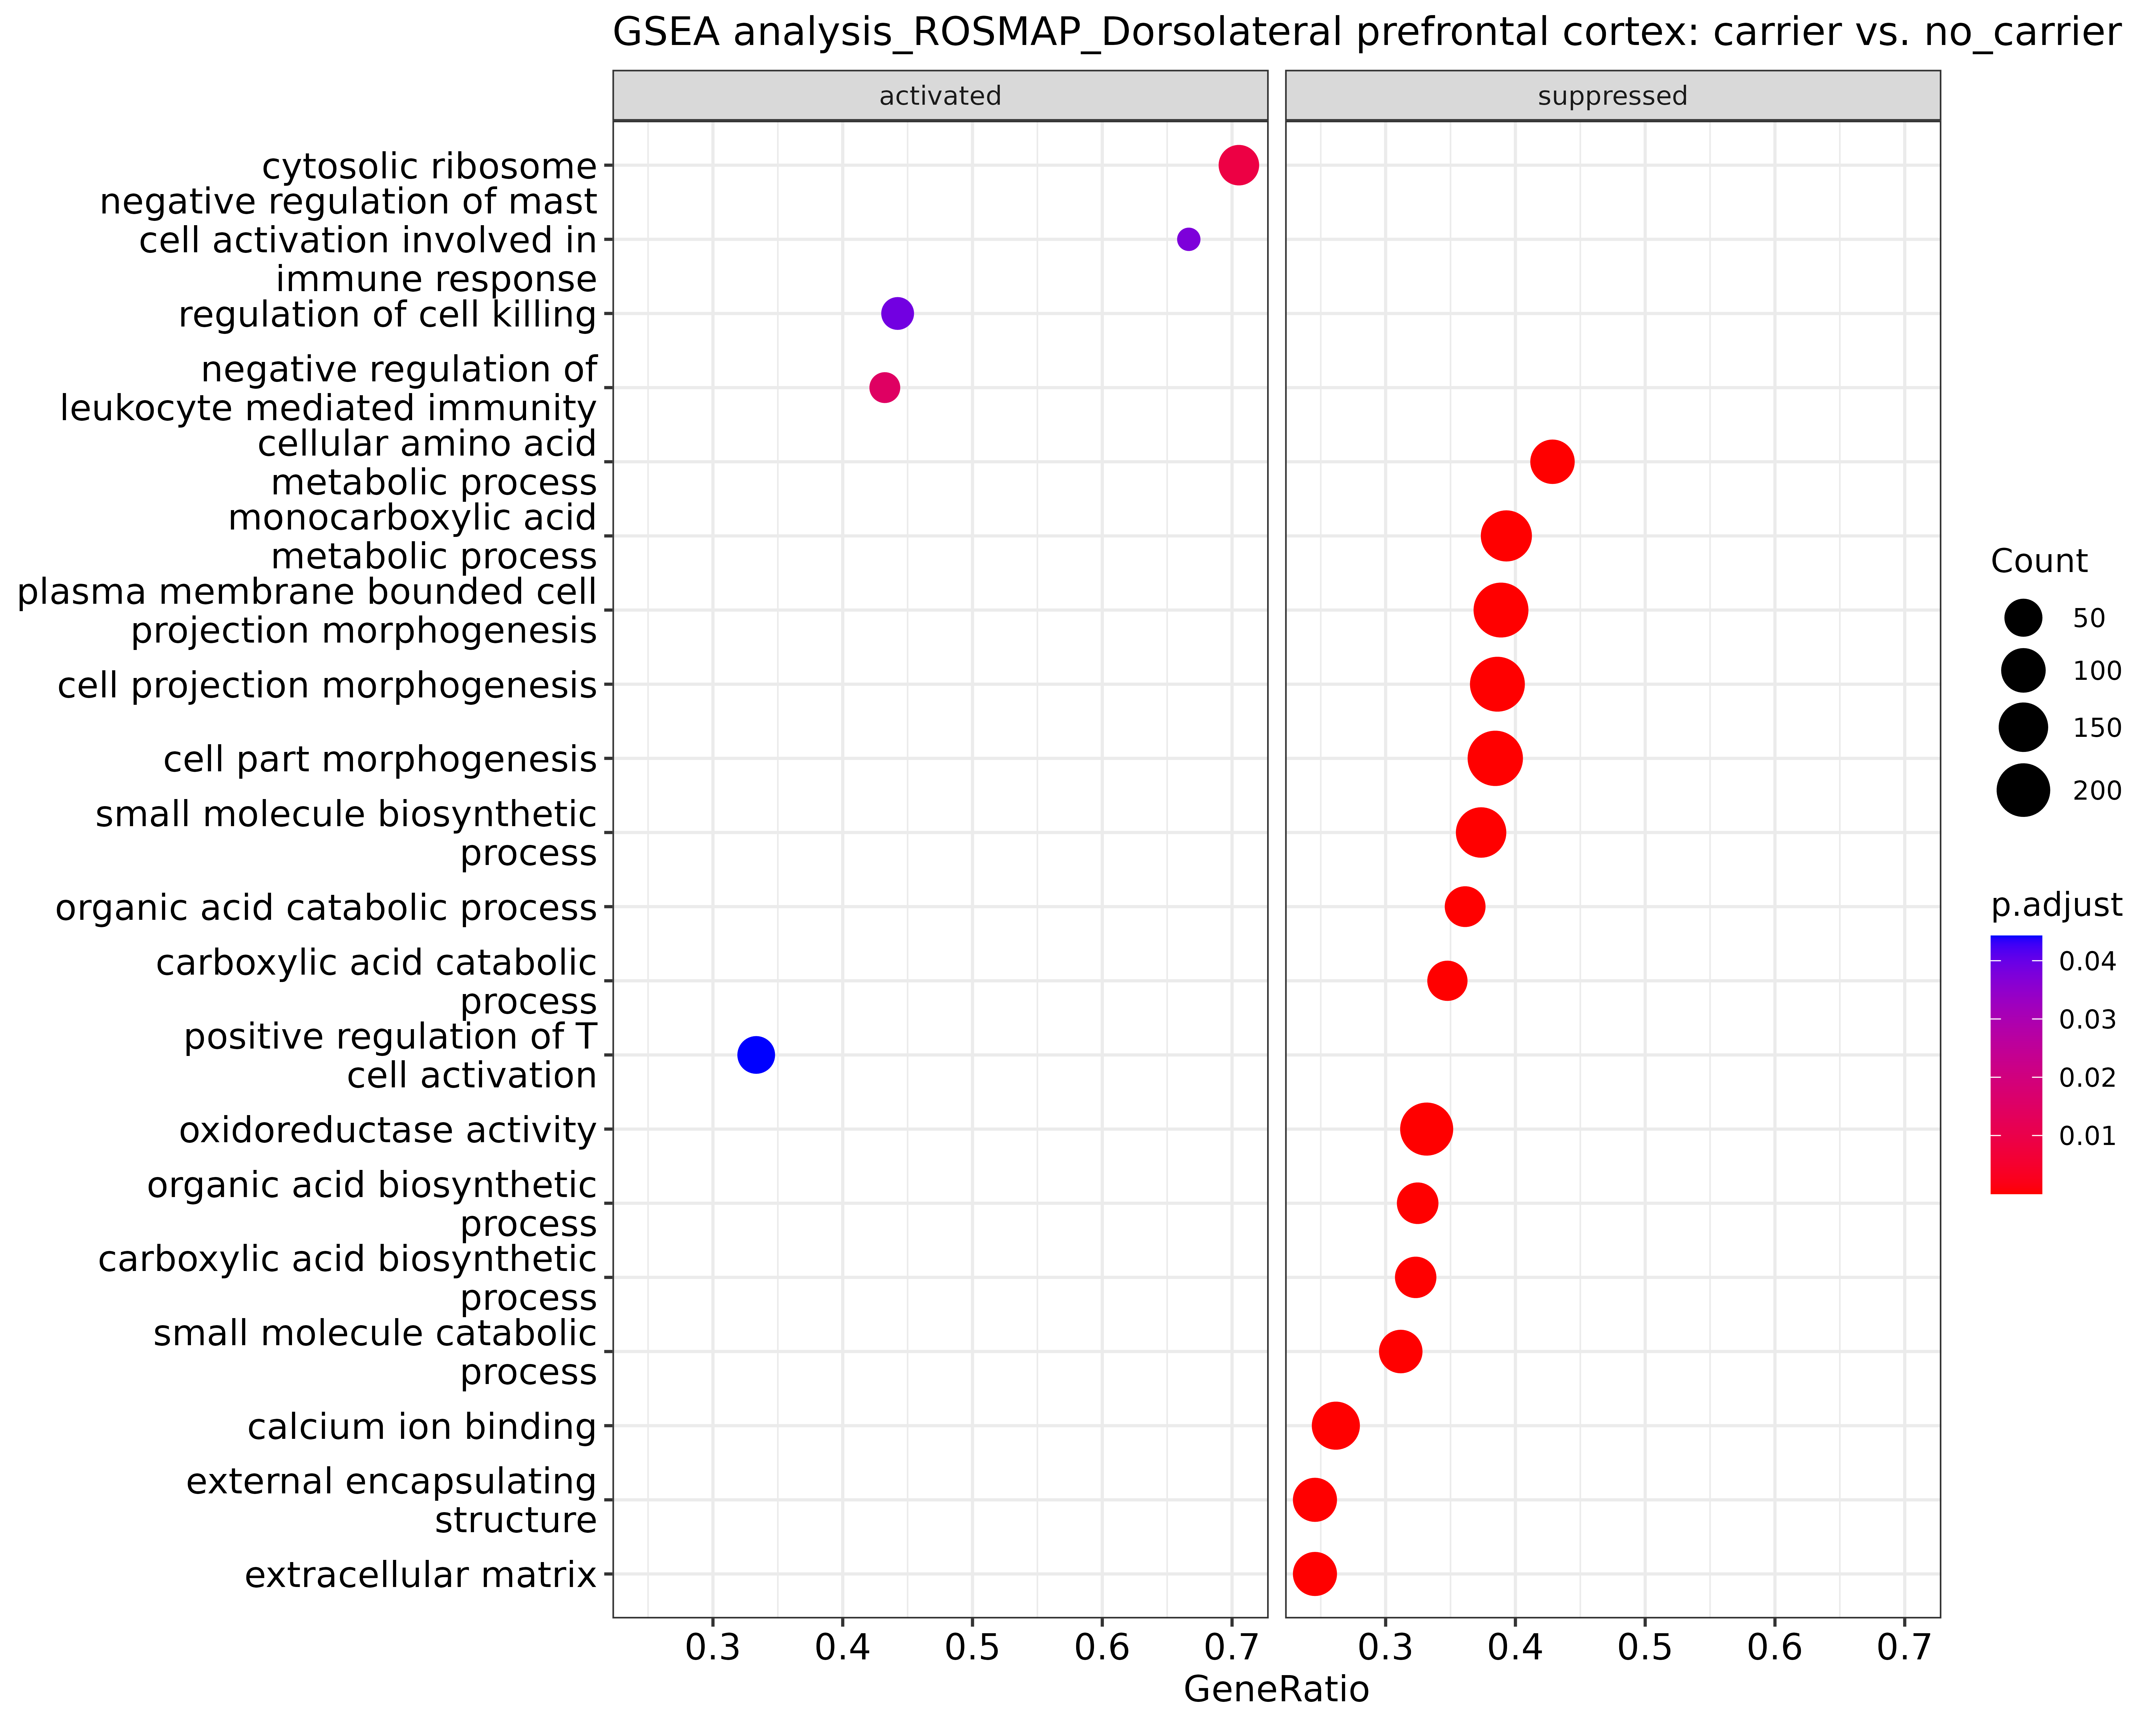 GSEA analysis_ROSMAP_Dorsolateral prefrontal cortex: carrier vs. no_carrier
activated
suppressed
cytosolic ribosome
negative regulation of mast
cell activation involved in
immune response
regulation of cell killing
negative regulation of
leukocyte mediated immunity
cellular amino acid
metabolic process
monocarboxylic acid
metabolic process
plasma membrane bounded cell
projection morphogenesis
cell projection morphogenesis
cell part morphogenesis
small molecule biosynthetic
process
organic acid catabolic process
carboxylic acid catabolic
process
positive regulation of T
cell activation
oxidoreductase activity
organic acid biosynthetic
process
carboxylic acid biosynthetic
process
small molecule catabolic
process
calcium ion binding
external encapsulating
structure
extracellular matrix
0.3 0.4 0.5 0.6 0.7
0.3 0.4 0.5 0.6 0.7
GeneRatio
Count
50
100
150
200
p.adjust
0.04
0.03
0.02
0.01